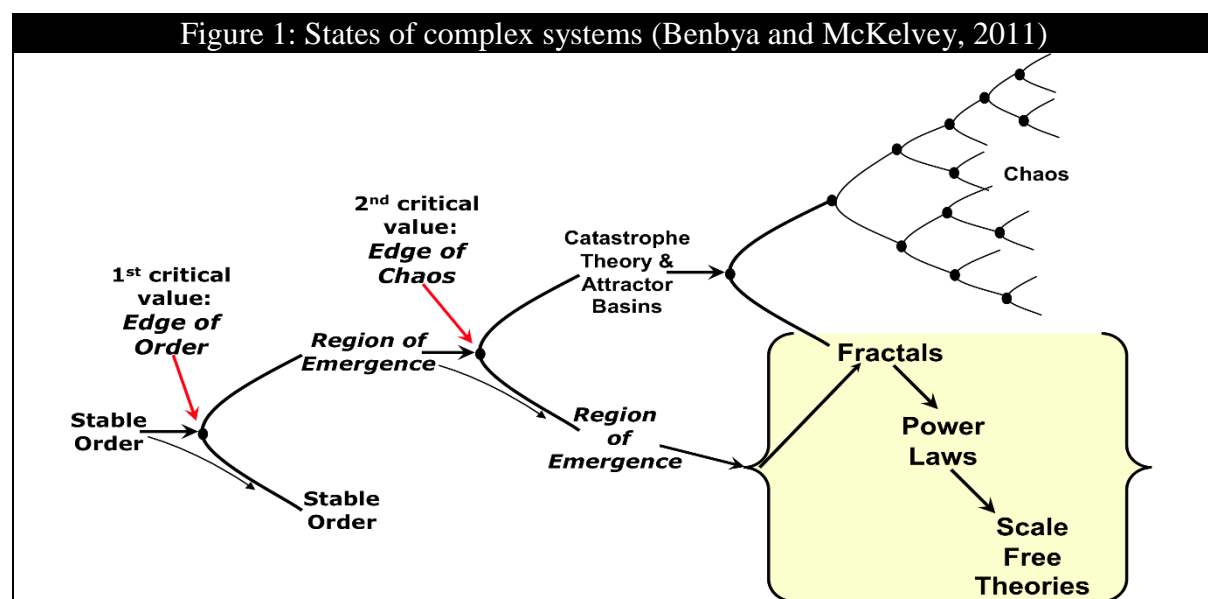 Figure 1: States of complex systems (Benbya and McKelvey, 2011)
1st critical
value:
Edge of
Order
Stable
Order
Stable
Order
Region of
Emergence
2nd critical
value:
Edge of
Chaos
Catastrophe
Theory &
Attractor
Basins
Region
of
Emergence
Chaos
Fractals
Power
Laws
Scale
Free
Theories